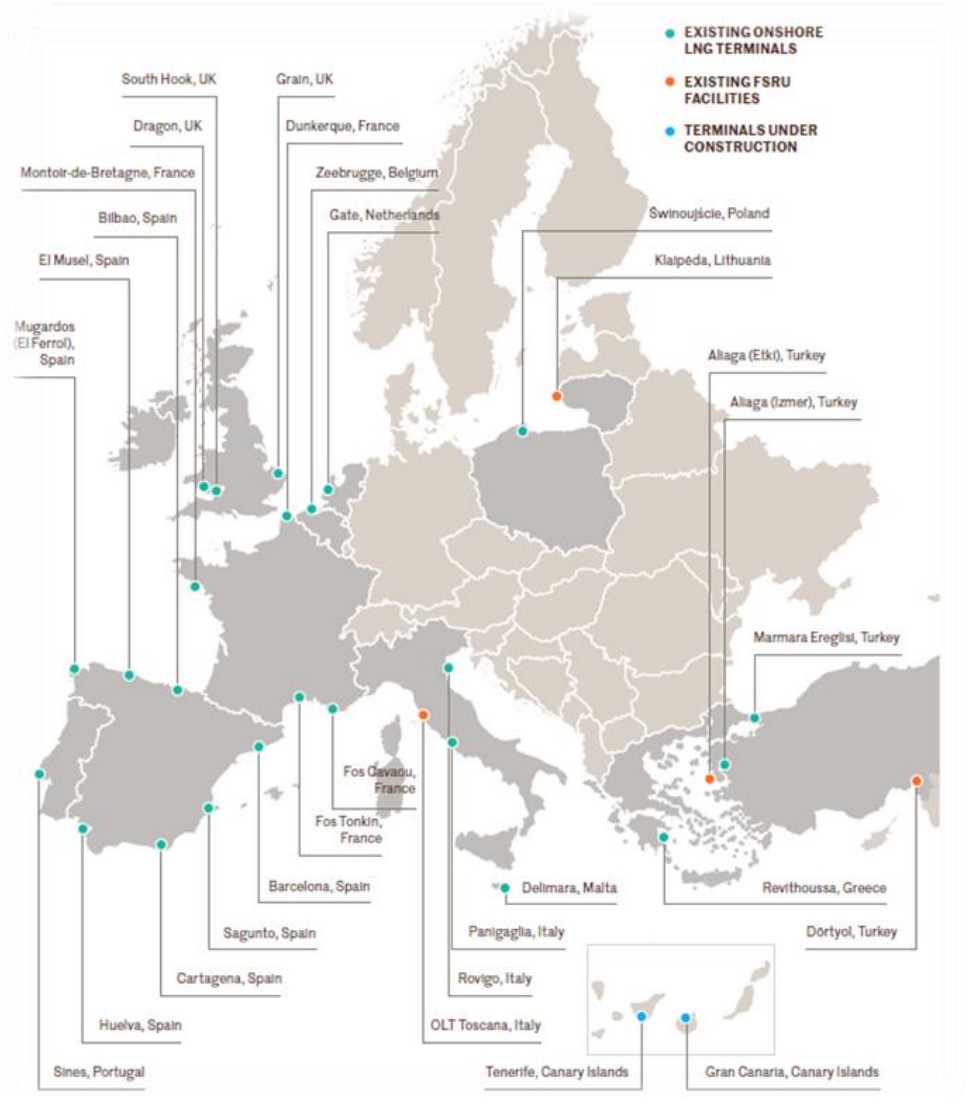 EXISTING ONSHORE
LNG TERMINALS
EXISTING FSRU
FACILITIES
TERMINALS UNDER
CONSTRUCTION
South Hook, UK
Grain, UK
Dragon, UK
Dunkerque, France
Montoir-de-Bretagne, France
Zeebrugge, Belgium
Bilbao, Spain
Gate, Netherlands
Świnoujście, Poland
El Musel, Spain
Klaipėda, Lithuania
Mugardos
(El Ferrol),
Spain
Aliaga (Etki), Turkey
Aliaga (Izmer), Turkey
Marmara Ereglisi, Turkey
Fos Cavaou,
France
Fos Tonkin,
France
Barcelona, Spain
Delimara, Malta
Revithoussa, Greece
Sagunto, Spain
Panigaglia, Italy
Dörtyol, Turkey
Cartagena, Spain
Rovigo, Italy
Huelva, Spain
OLT Toscana, Italy
Sines, Portugal
Tenerife, Canary Islands
Gran Canaria, Canary Islands